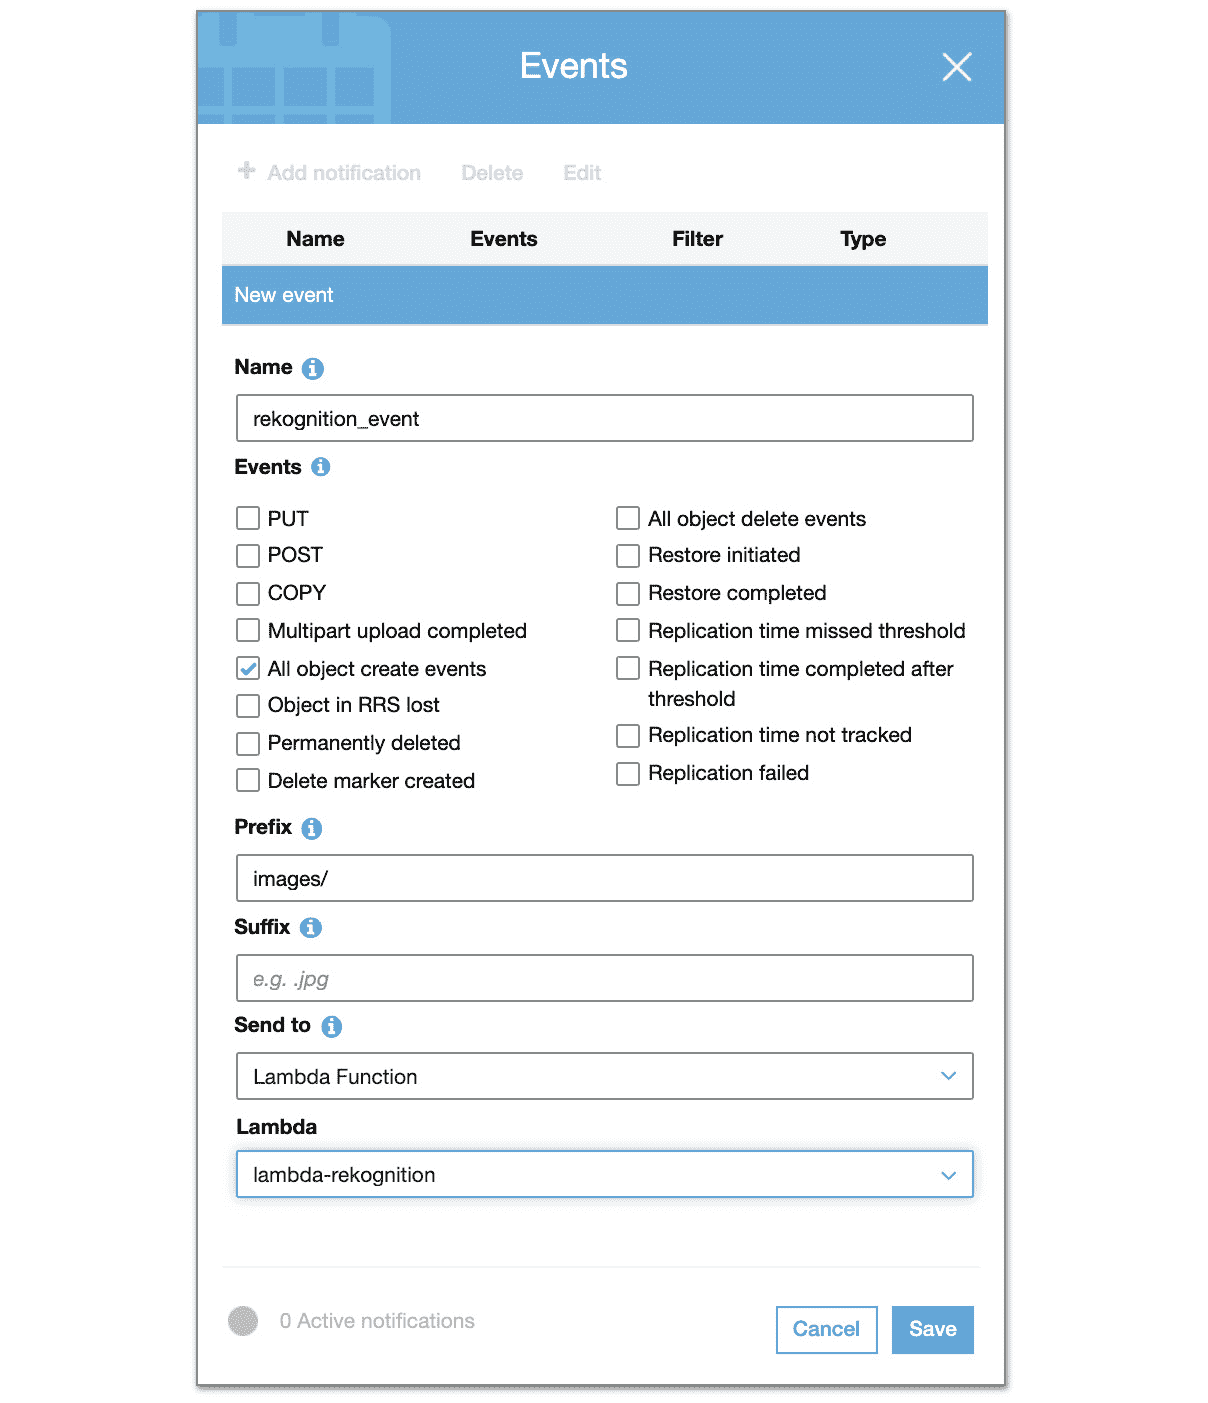 Events
Add notification Delete Edit
Name Events Filter Type
New event
Name
rekognition_event
Events
PUT
POST
COPY
Multipart upload completed
All object create events
Object in RRS lost
Permanently deleted
Delete marker created
All object delete events
Restore initiated
Restore completed
Replication time missed threshold
Replication time completed after
threshold
Replication time not tracked
Replication failed
Prefix
images/
Suffix
e.g. .jpg
Send to
Lambda Function
Lambda
lambda-rekognition
0 Active notifications
Cancel Save